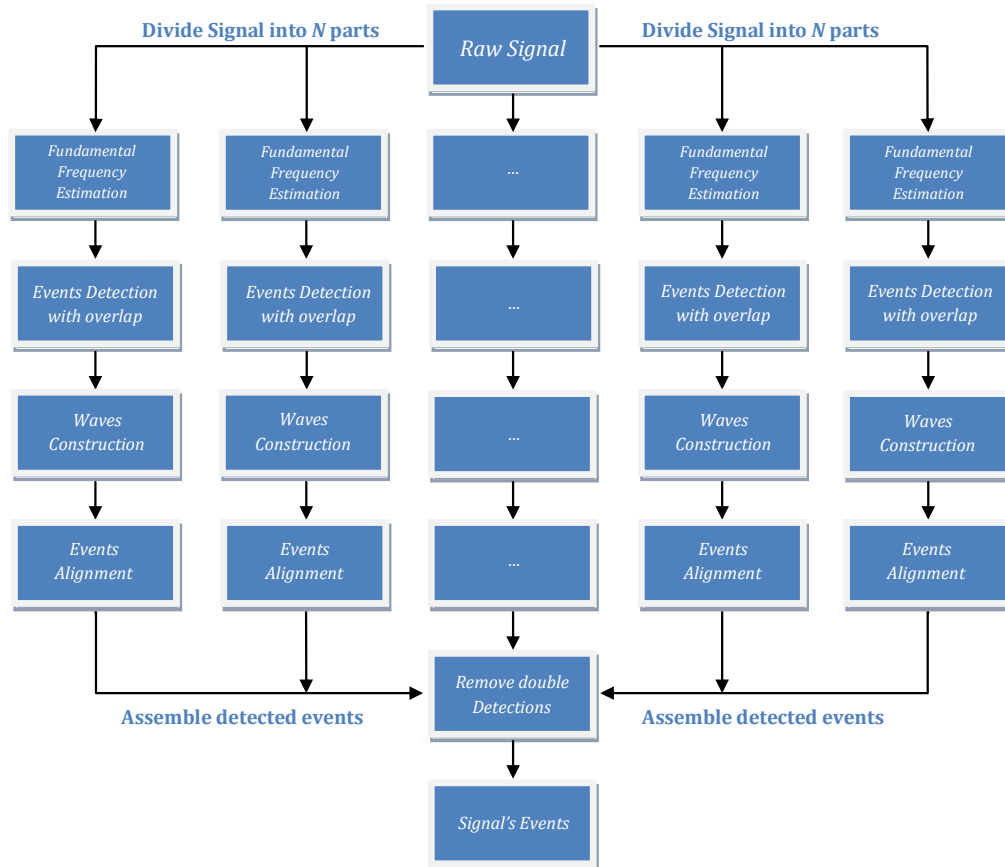 Divide Signal into N parts
Raw Signal
Divide Signal into N parts
Fundamental
Frequency
Estimation
Fundamental
Frequency
Estimation
...
Fundamental
Frequency
Estimation
Fundamental
Frequency
Estimation
Events Detection
with overlap
Events Detection
with overlap
...
Events Detection
with overlap
Events Detection
with overlap
Waves
Construction
Waves
Construction
...
Waves
Construction
Waves
Construction
Events
Alignment
Events
Alignment
...
Events
Alignment
Events
Alignment
Assemble detected events
Remove double
Detections
Assemble detected events
Signal's Events